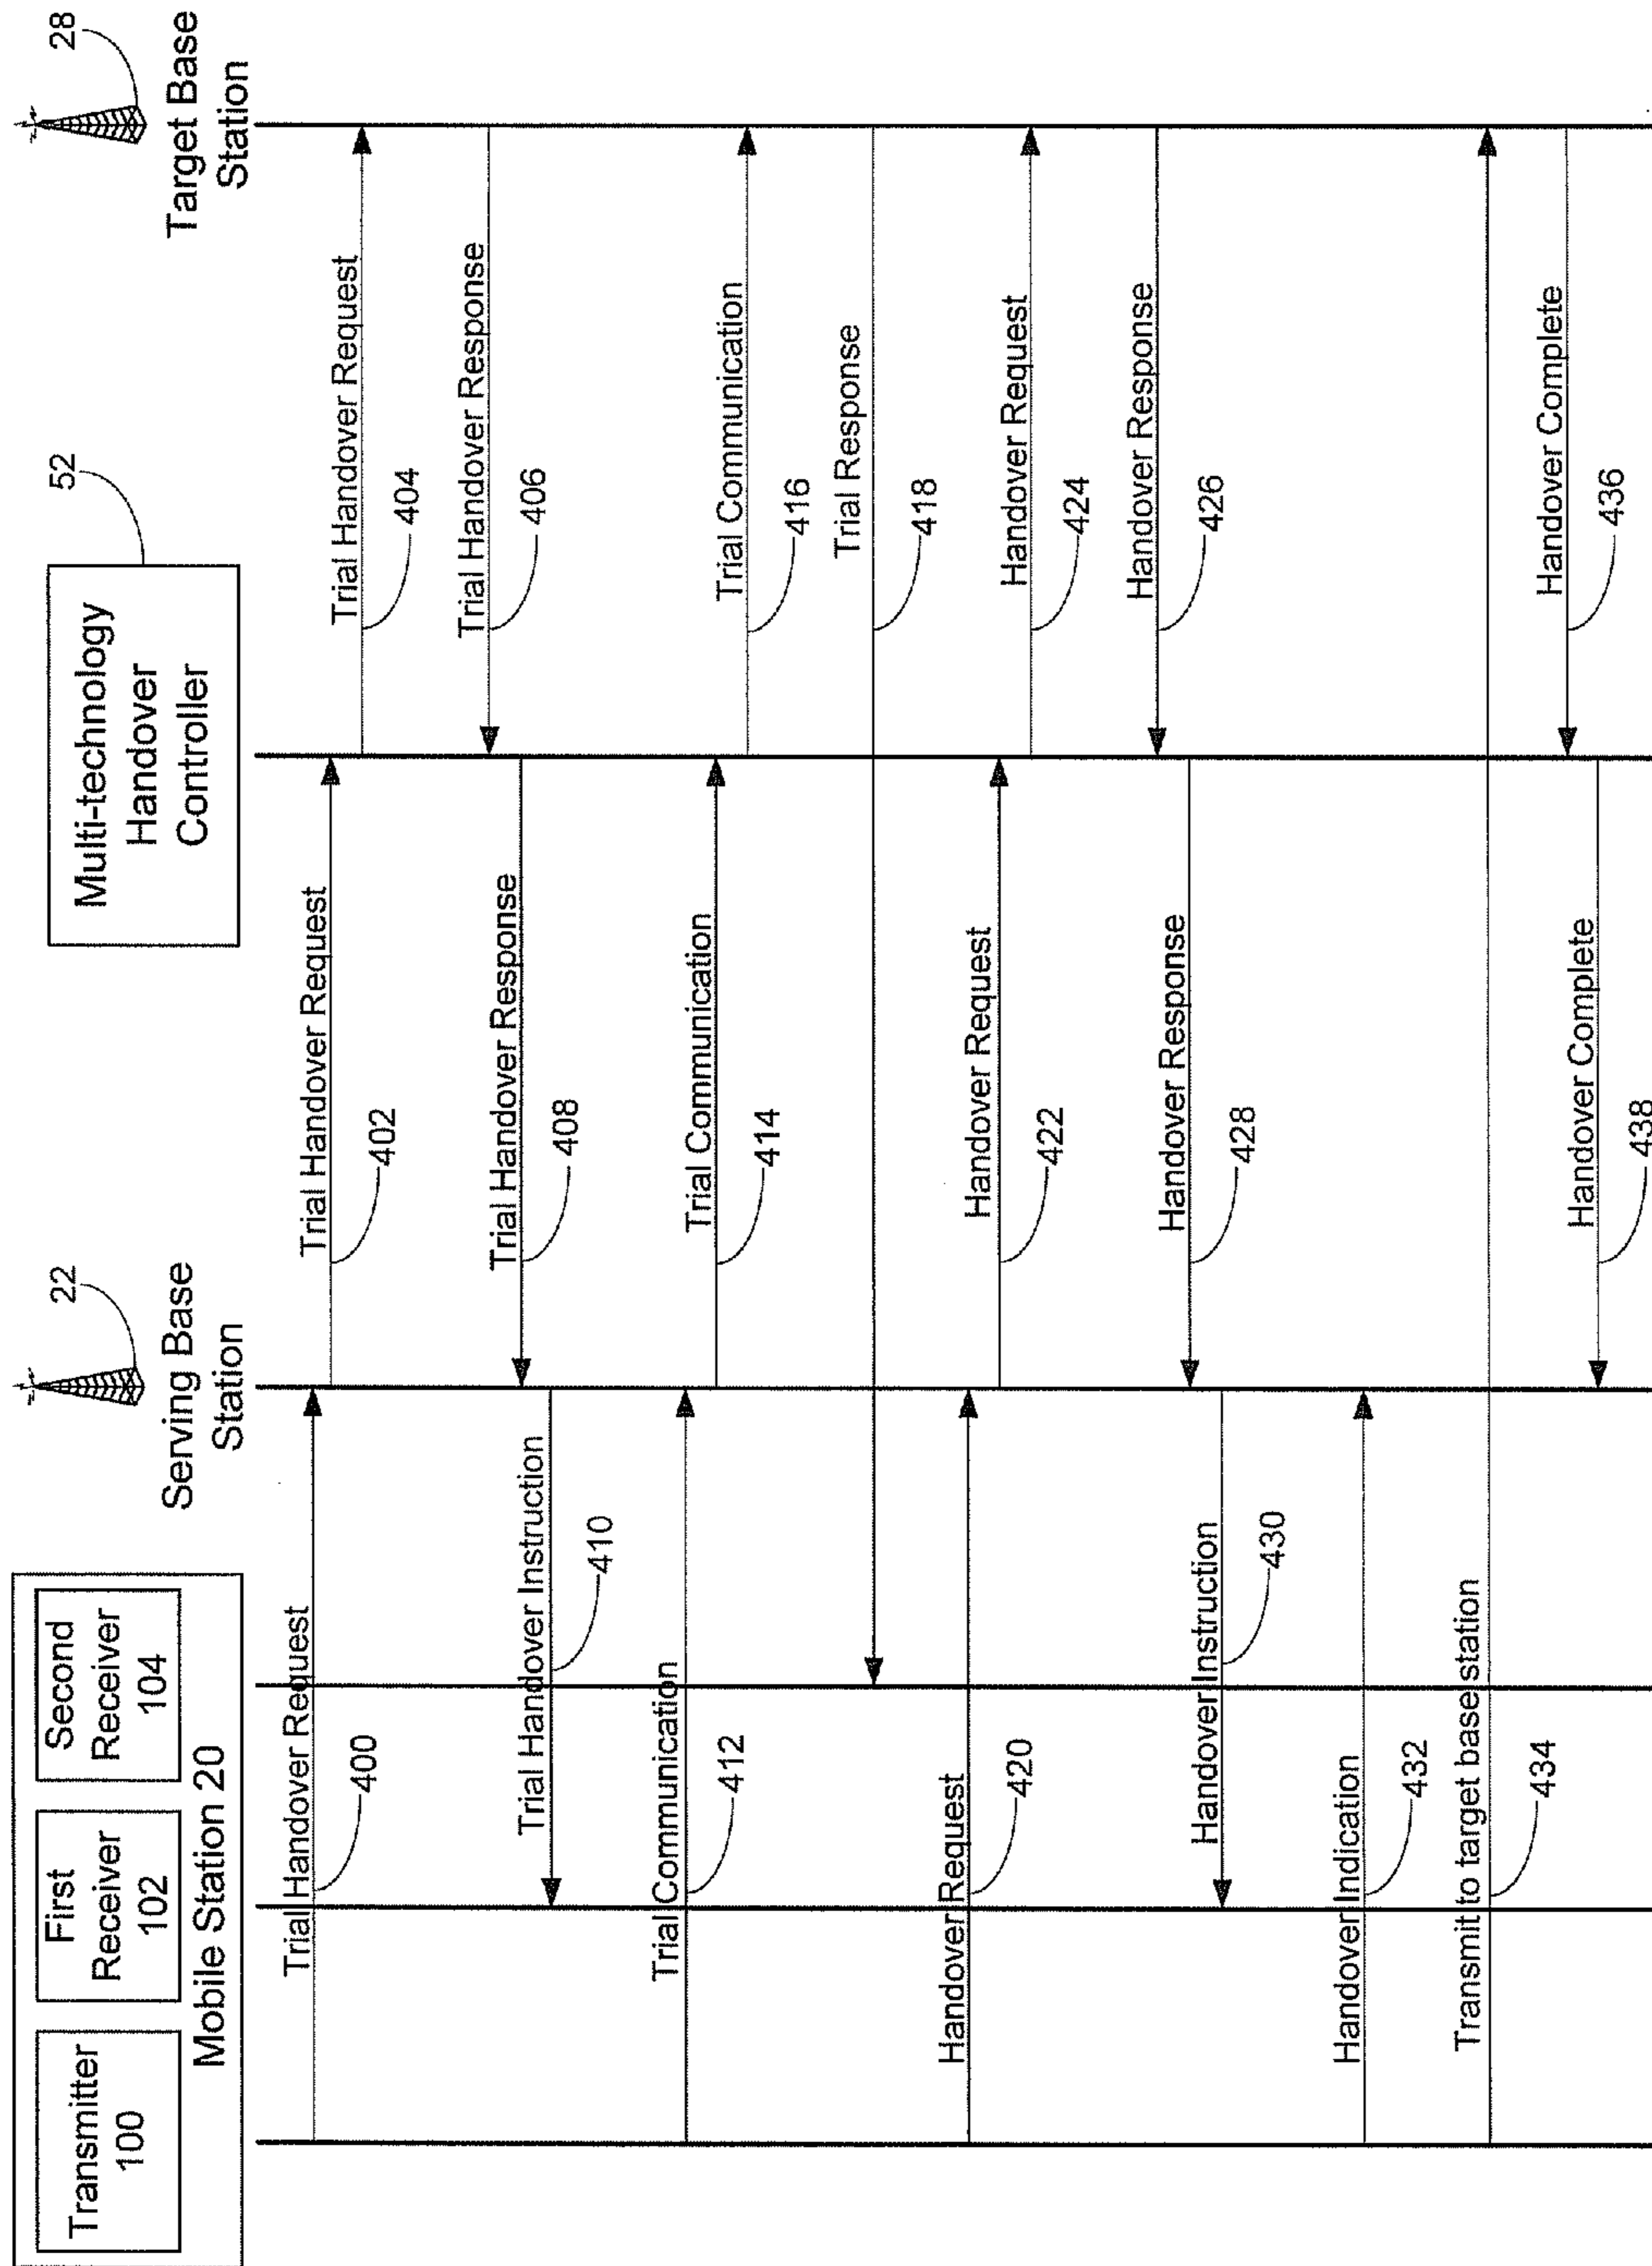 Transmitter
100
First
Receiver
102
Second
Receiver
104
Mobile Station 20
22
Serving Base
Station
Multi-technology
Handover
Controller
52
28
Target Base
Station
Trial Handover Request
400
Trial Handover Request
402
Trial Handover Request
404
Trial Handover Response
406
Trial Handover Response
408
Trial Handover Instruction
410
Trial Communication
412
Trial Communication
414
Trial Communication
416
Trial Response
418
Handover Request
420
Handover Request
422
Handover Request
424
Handover Response
426
Handover Response
428
Handover Instruction
430
Handover Indication
432
Transmit to target base station
434
Handover Complete
436
Handover Complete
438